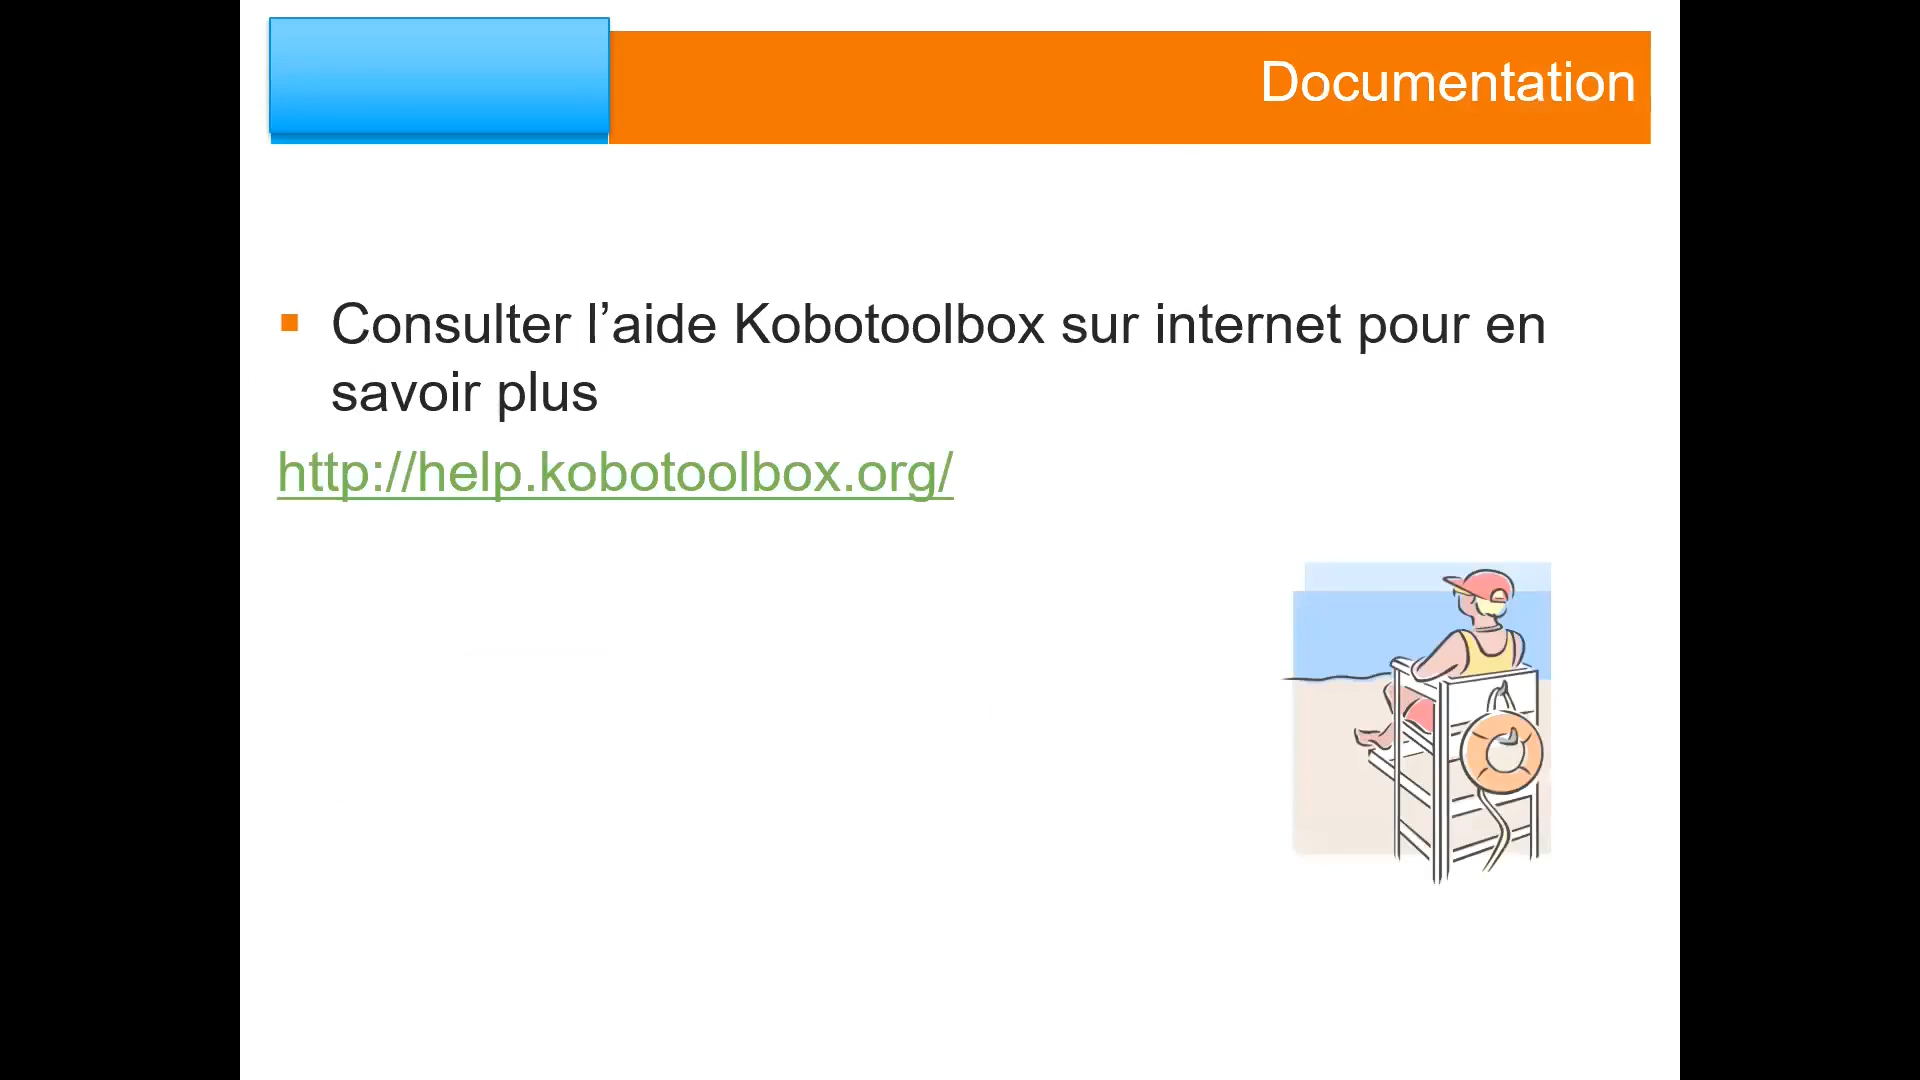 Documentation
▪ Consulter l’aide Kobotoolbox sur internet pour en
savoir plus
http://help.kobotoolbox.org/